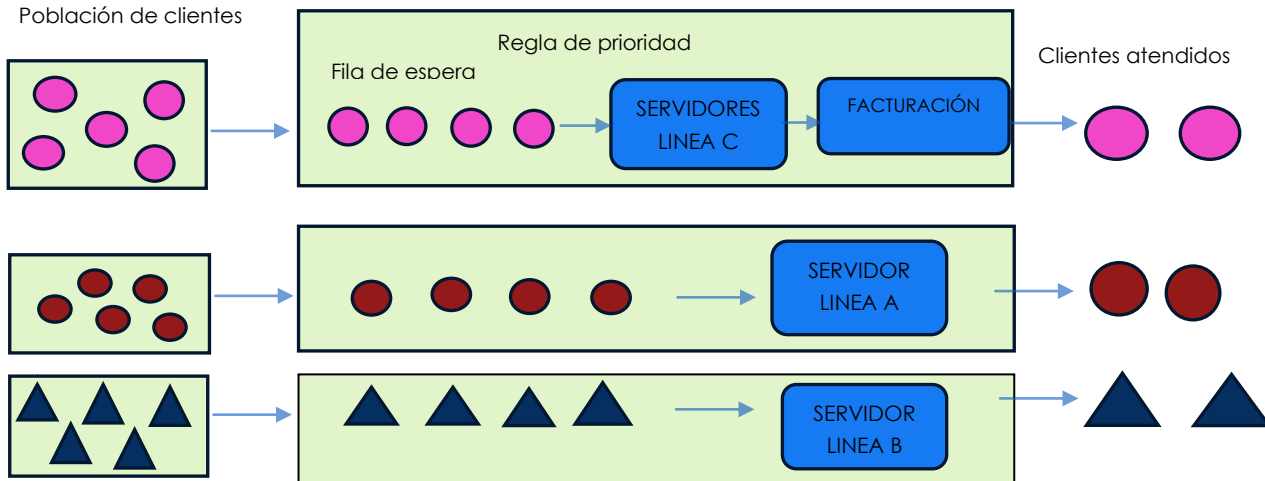 Población de clientes
Regla de prioridad
Fila de espera
Clientes atendidos
SERVIDORES
LINEA C
FACTURACIÓN
SERVIDOR
LINEA A
SERVIDOR
LINEA B